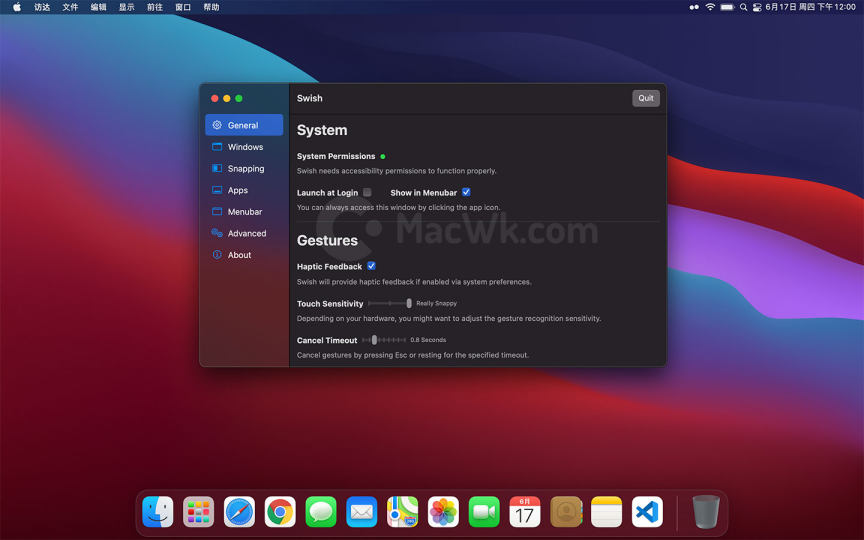 访达 文件 编辑 显示 前往 窗口 帮助 6月17日 周四 下午12:00
Swish Quit
General
Windows
Snapping
Apps
Menubar
Advanced
About
System
System Permissions
Swish needs accessibility permissions to function properly.
Launch at Login Show in Menubar
You can always access this window by clicking the app icon.
MacWk.com
Gestures
Haptic Feedback
Swish will provide haptic feedback if enabled via system preferences.
Touch Sensitivity Really Snappy
Depending on your hardware, you might want to adjust the gesture recognition sensitivity.
Cancel Timeout 0.8 Seconds
Cancel gestures by pressing Esc or resting for the specified timeout.
6月
17